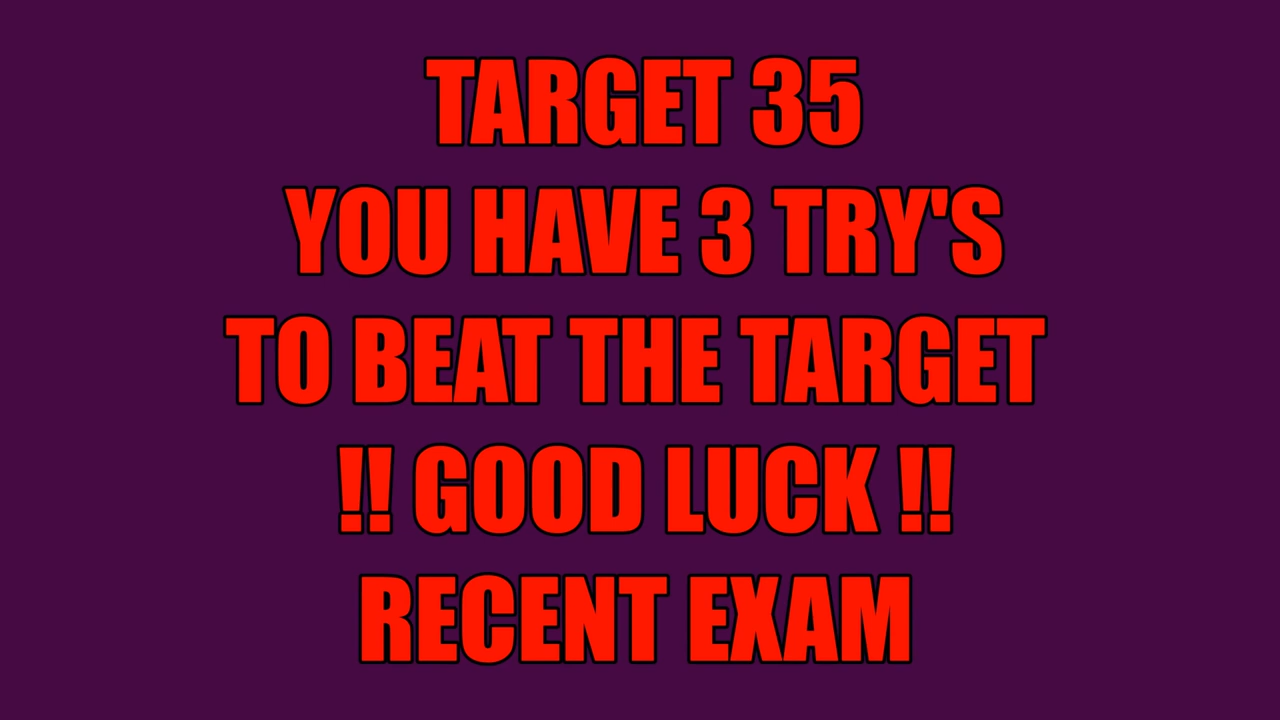 TARGET 35
YOU HAVE 3 TRY'S
TO BEAT THE TARGET
!! GOOD LUCK !!
RECENT EXAM